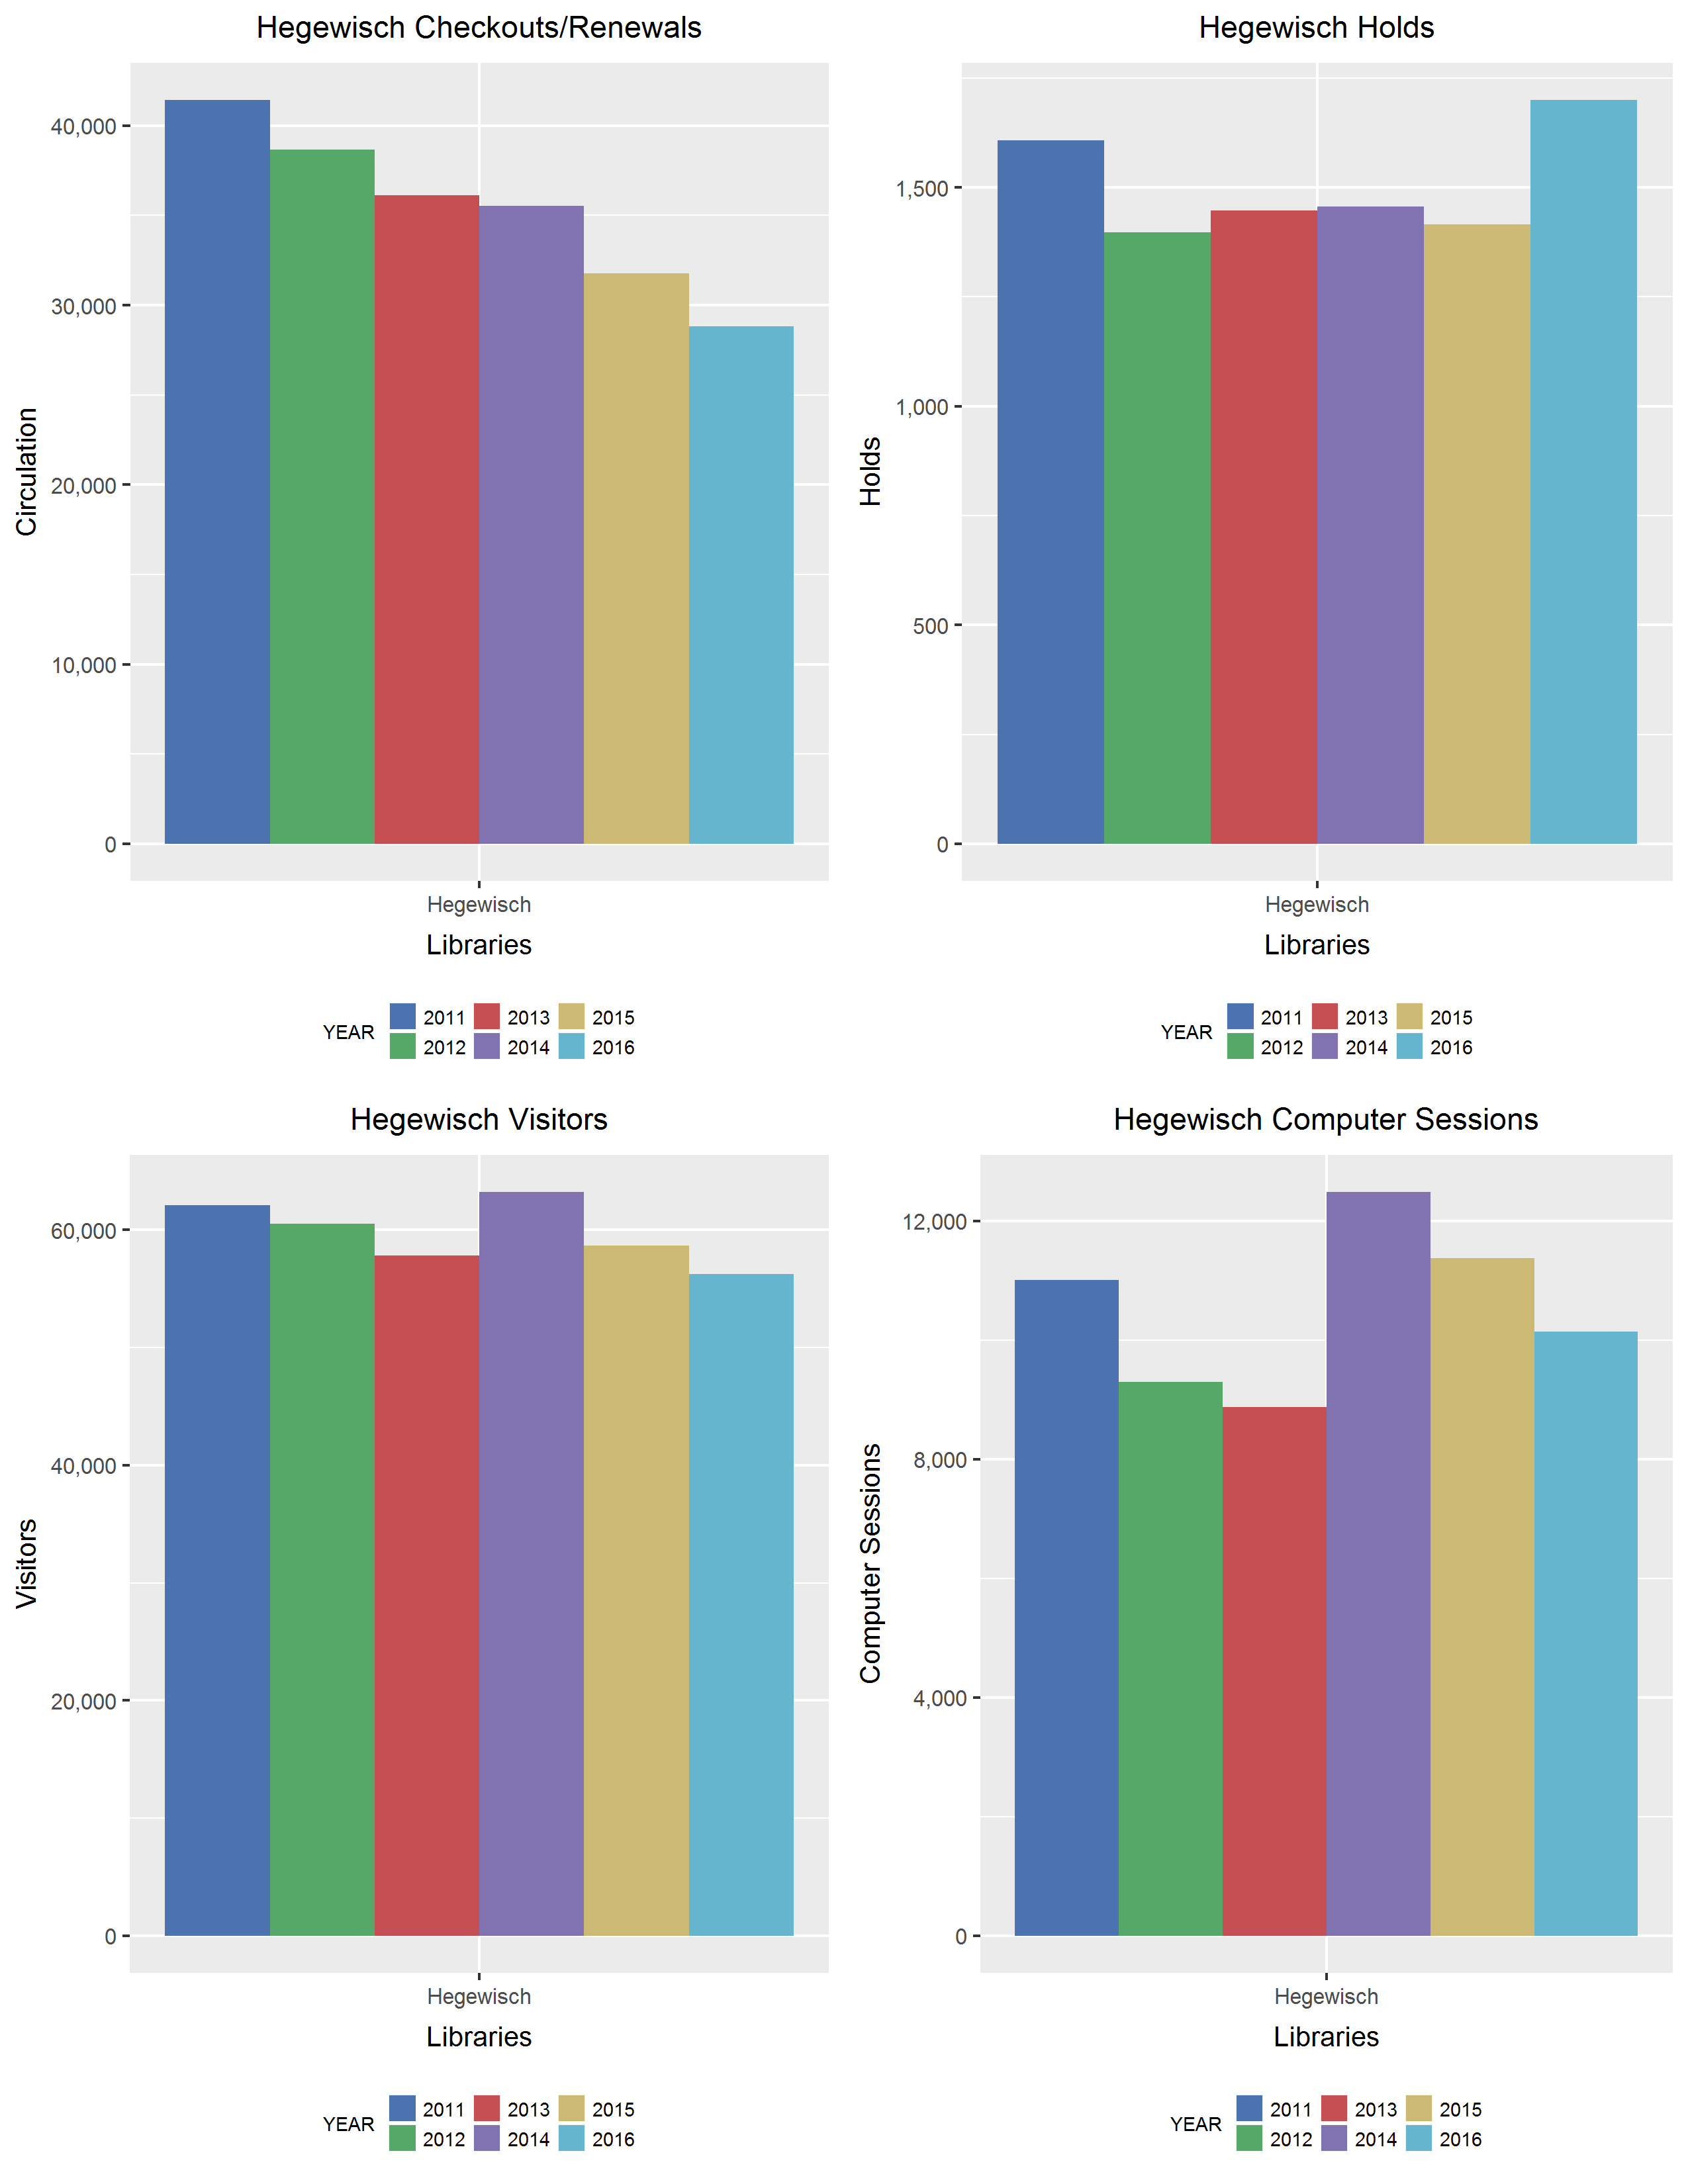 Hegewisch Checkouts/Renewals
40,000
30,000
20,000
10,000
0
Circulation
Hegewisch
Libraries
YEAR 2011 2013 2015
2012 2014 2016
Hegewisch Holds
1,500
1,000
500
0
Holds
Hegewisch
Libraries
YEAR 2011 2013 2015
2012 2014 2016
Hegewisch Visitors
60,000
40,000
20,000
0
Visitors
Hegewisch
Libraries
YEAR 2011 2013 2015
2012 2014 2016
Hegewisch Computer Sessions
12,000
8,000
4,000
0
Computer Sessions
Hegewisch
Libraries
YEAR 2011 2013 2015
2012 2014 2016